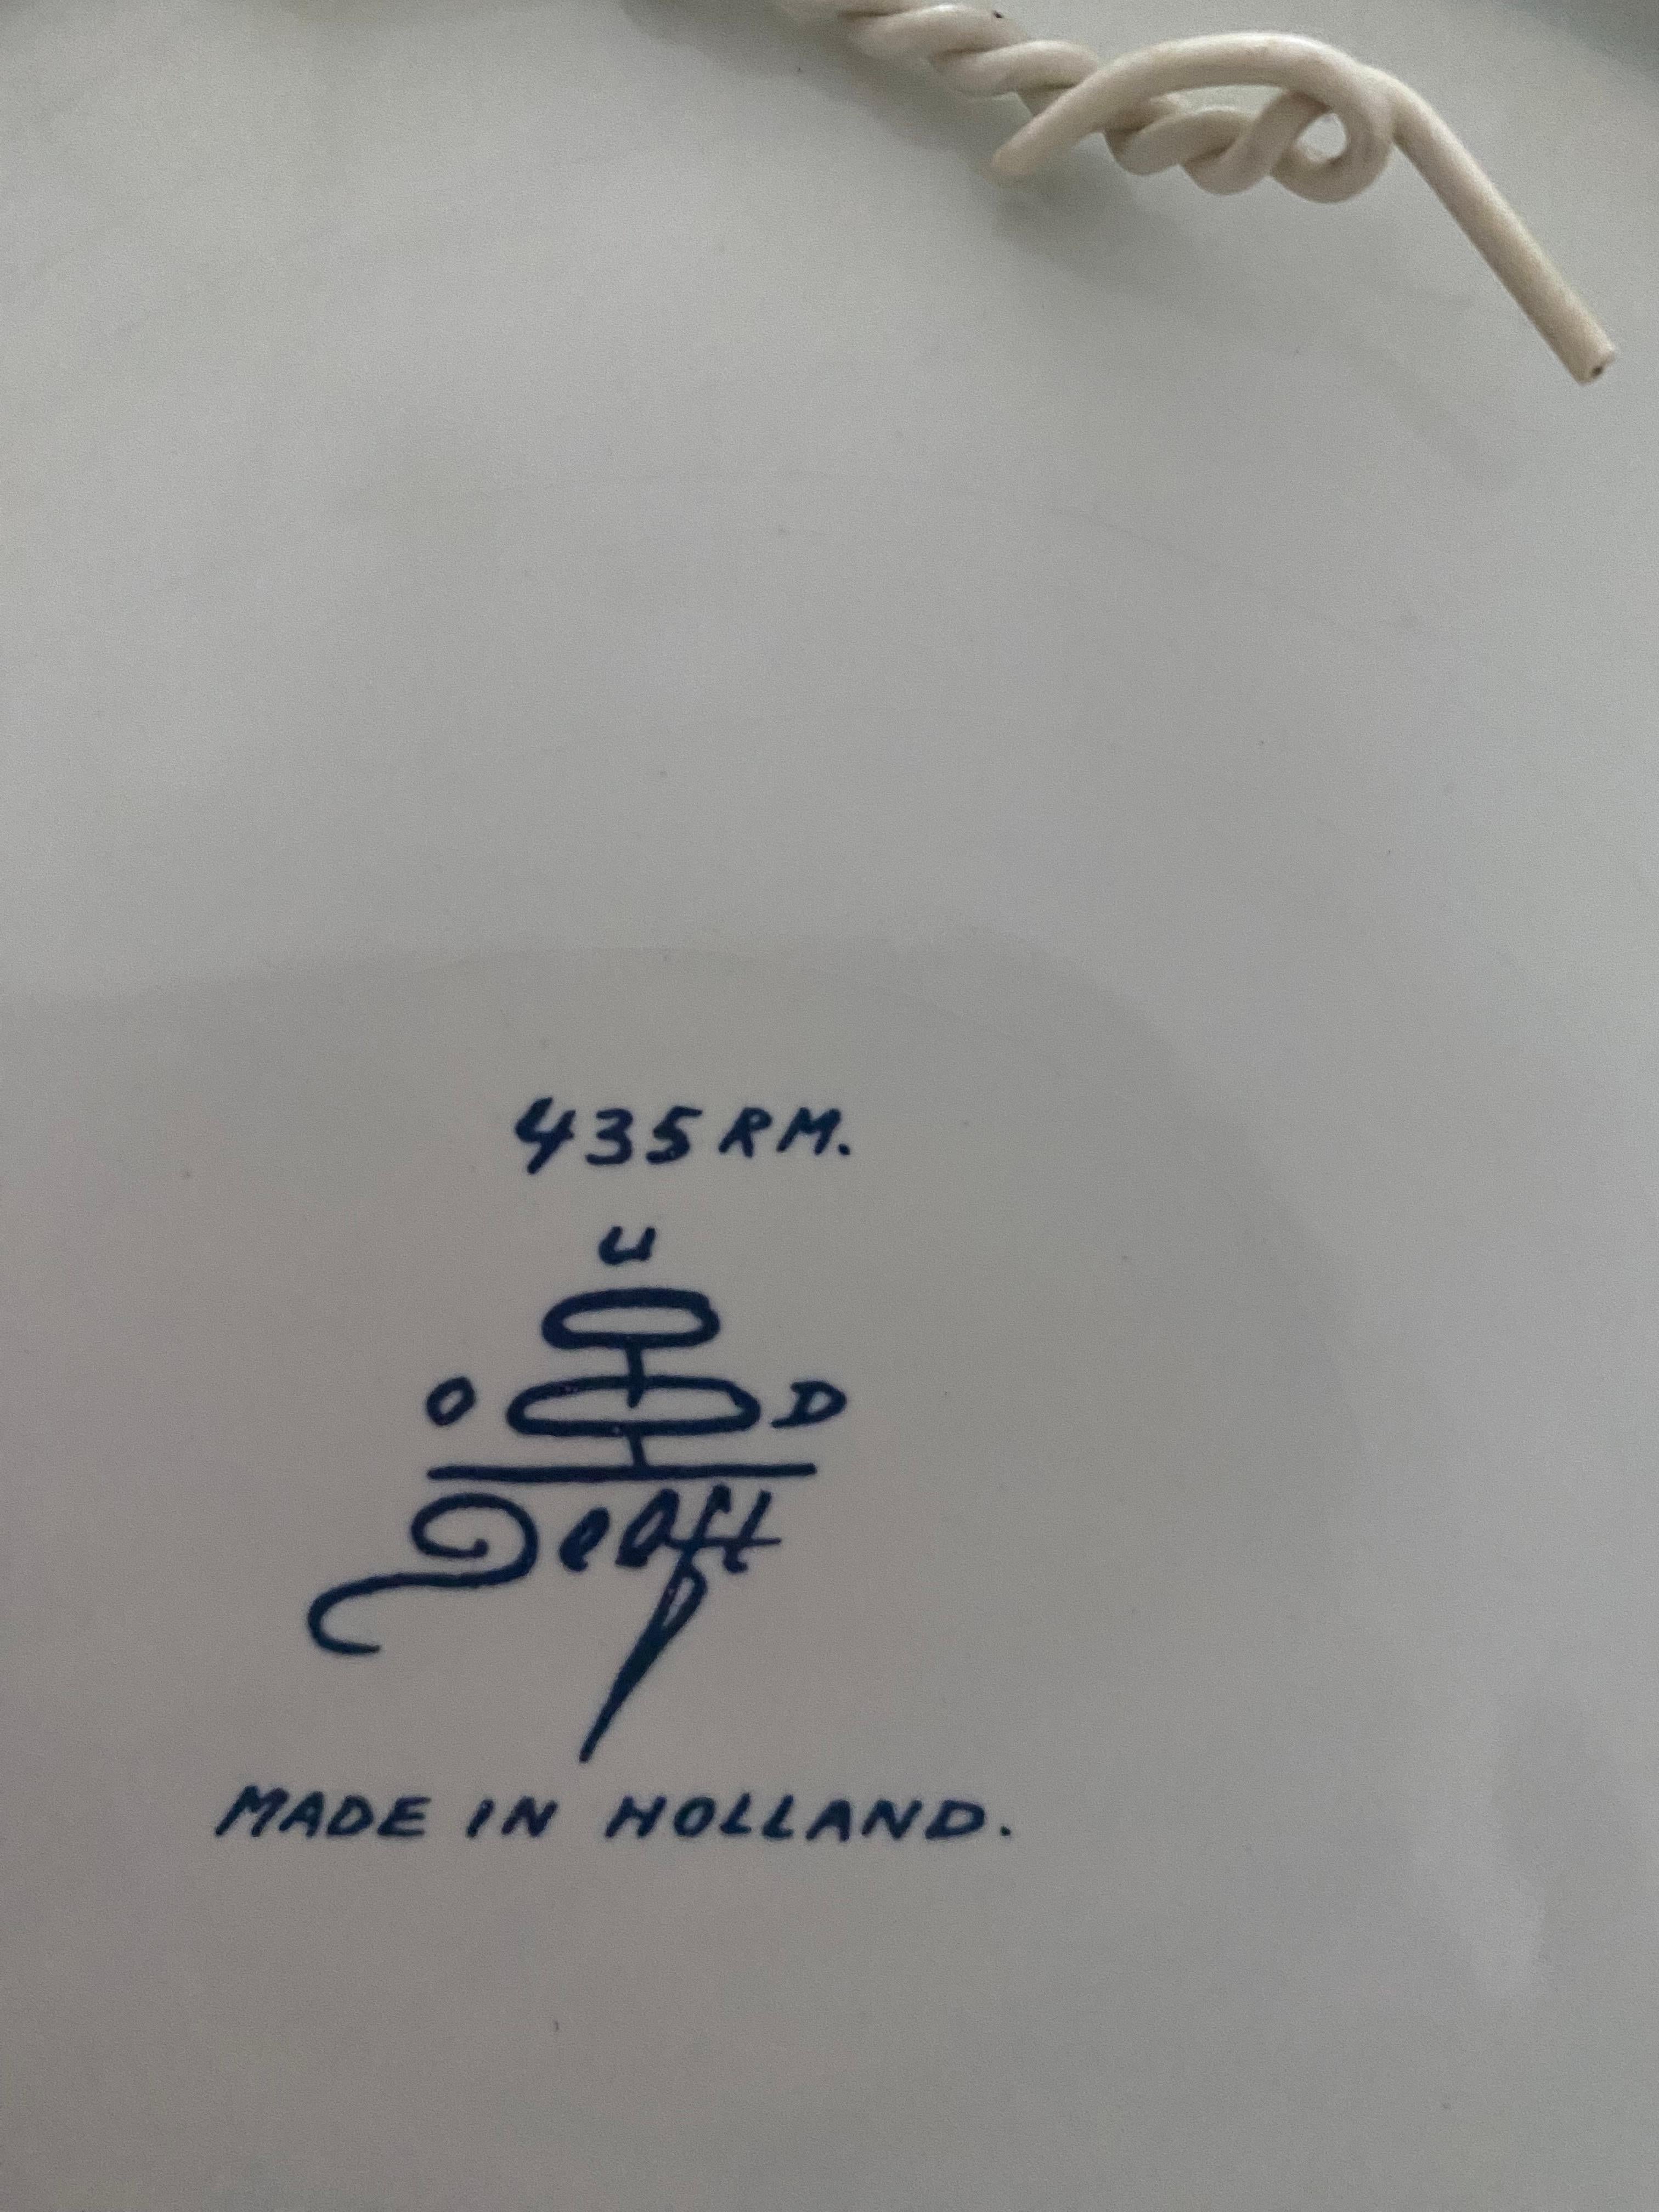 435 RM.
U
O D
Delft
MADE IN HOLLAND.